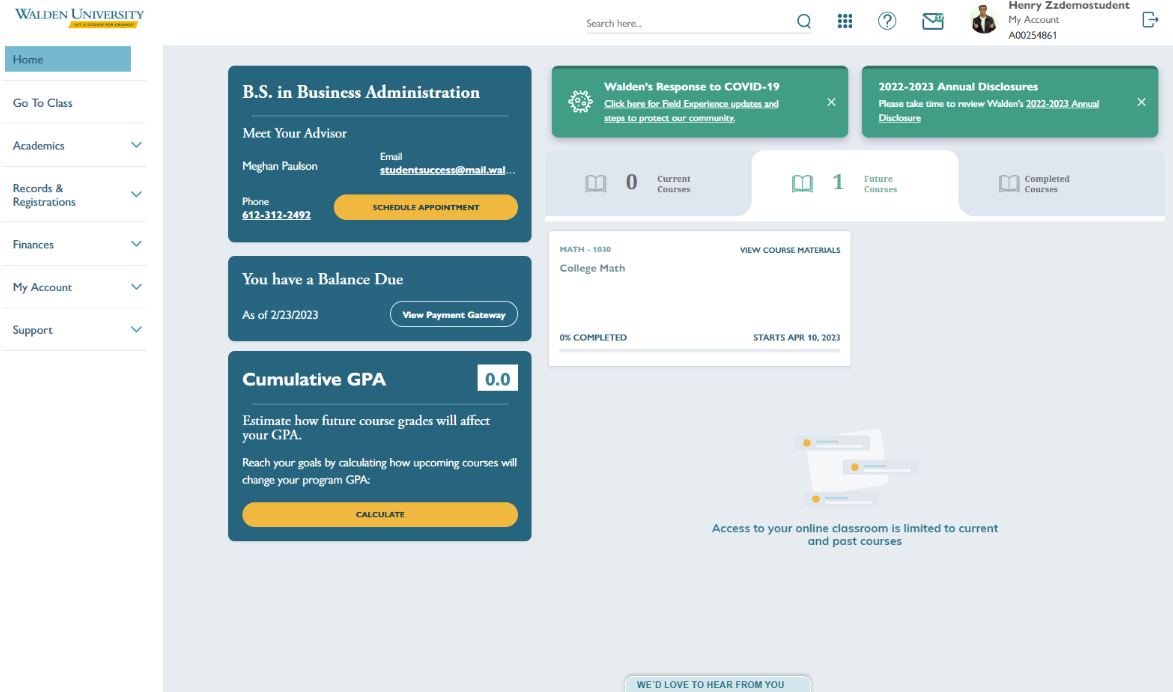 WALDEN UNIVERSITY
SET A COURSE FOR CHANGE
Search here...
Henry Zzdemostudent
My Account
A00254861
Home
Go To Class
Academics
Records &
Registrations
Finances
My Account
Support
B.S. in Business Administration
Meet Your Advisor
Meghan Paulson
Email
studentsuccess@mail.wal...
Phone
612-312-2492
SCHEDULE APPOINTMENT
You have a Balance Due
As of 2/23/2023
View Payment Gateway
Cumulative GPA
0.0
Estimate how future course grades will affect
your GPA.
Reach your goals by calculating how upcoming courses will
change your program GPA:
CALCULATE
Walden's Response to COVID-19
Click here for Field Experience updates and
steps to protect our community.
2022-2023 Annual Disclosures
Please take time to review Walden's 2022-2023 Annual
Disclosure
0 Current
Courses
1 Future
Courses
Completed
Courses
MATH - 1030
VIEW COURSE MATERIALS
College Math
0% COMPLETED
STARTS APR 10, 2023
Access to your online classroom is limited to current
and past courses
WE'D LOVE TO HEAR FROM YOU